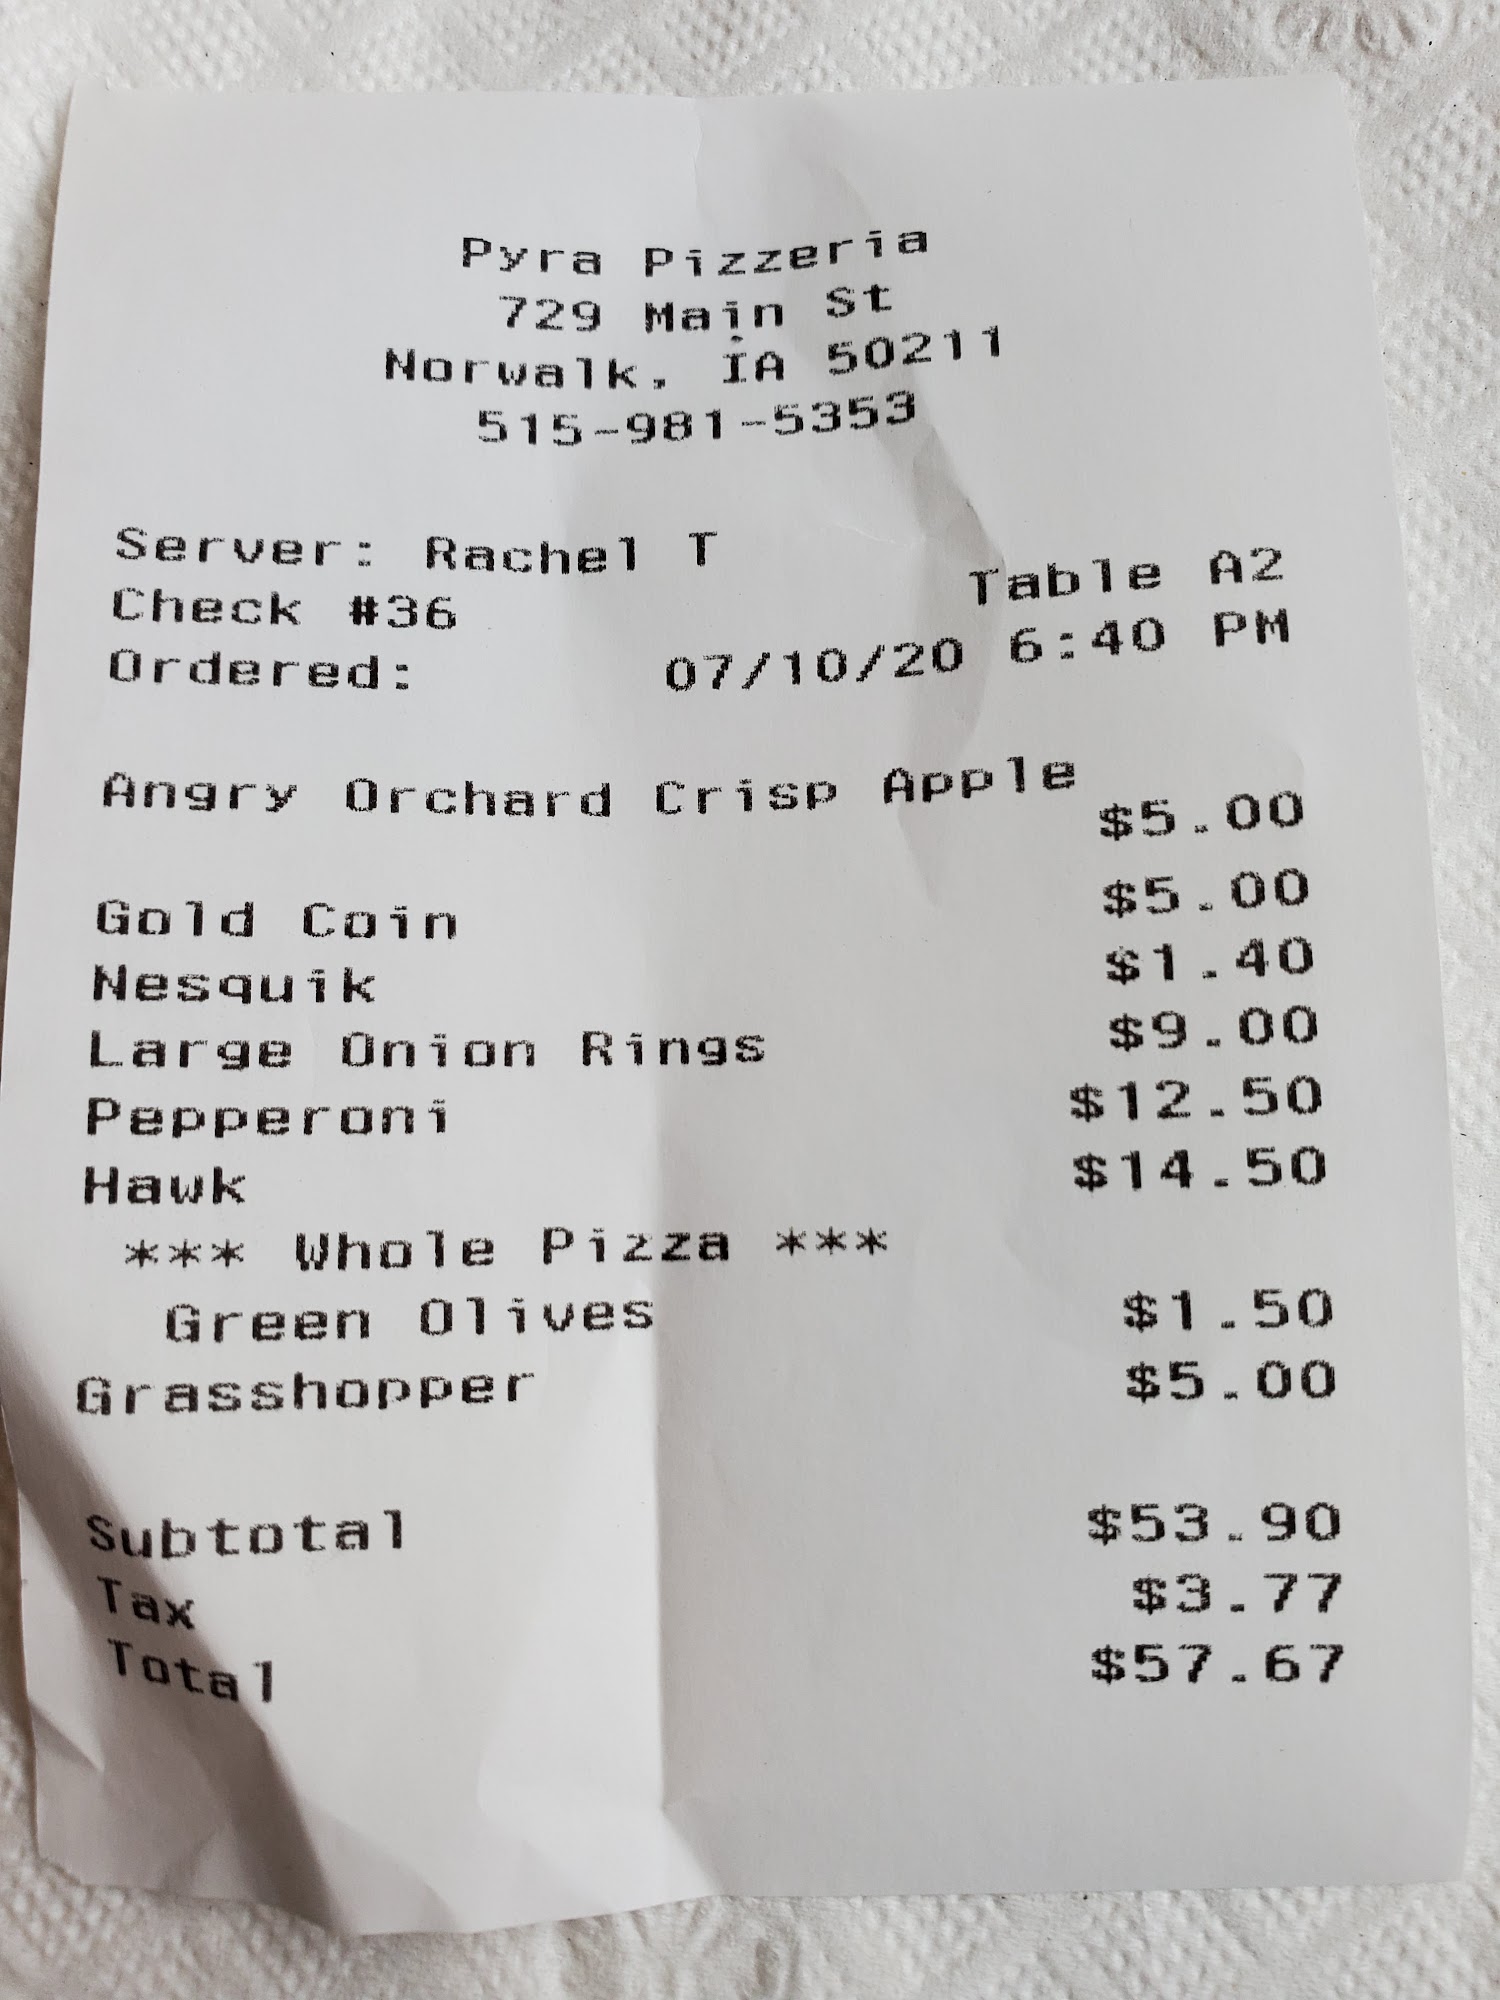 Pyra Pizzeria
729 Main St
Norwalk, IA 50211
515-981-5353
Server: Rachel T
Check #36 Table A2
Ordered: 07/10/20 6:40 PM
Angry Orchard Crisp Apple
$5.00
Gold Coin $5.00
Nesquik $1.40
Large Onion Rings $9.00
Pepperoni $12.50
Hawk $14.50
*** Whole Pizza ***
Green Olives $1.50
Grasshopper $5.00
Subtotal $53.90
Tax $3.77
Total $57.67